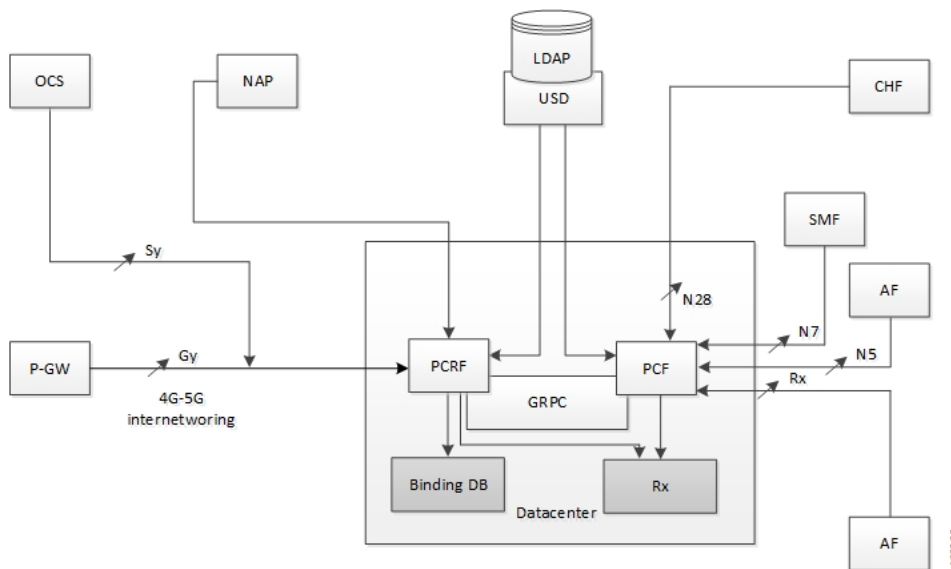 LDAP
USD
OCS
NAP
CHF
SMF
AF
Sy
N28
N7
N5
Rx
P-GW
Gy
4G-5G
internetworing
PCRF
PCF
GRPC
Binding DB
Rx
Datacenter
AF